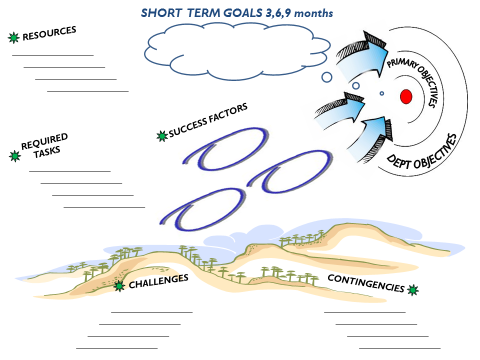 SHORT TERM GOALS 3,6,9 months
RESOURCES
PRIMARY OBJECTIVES
DEPT OBJECTIVES
SUCCESS FACTORS
REQUIRED
TASKS
CHALLENGES
CONTINGENCIES